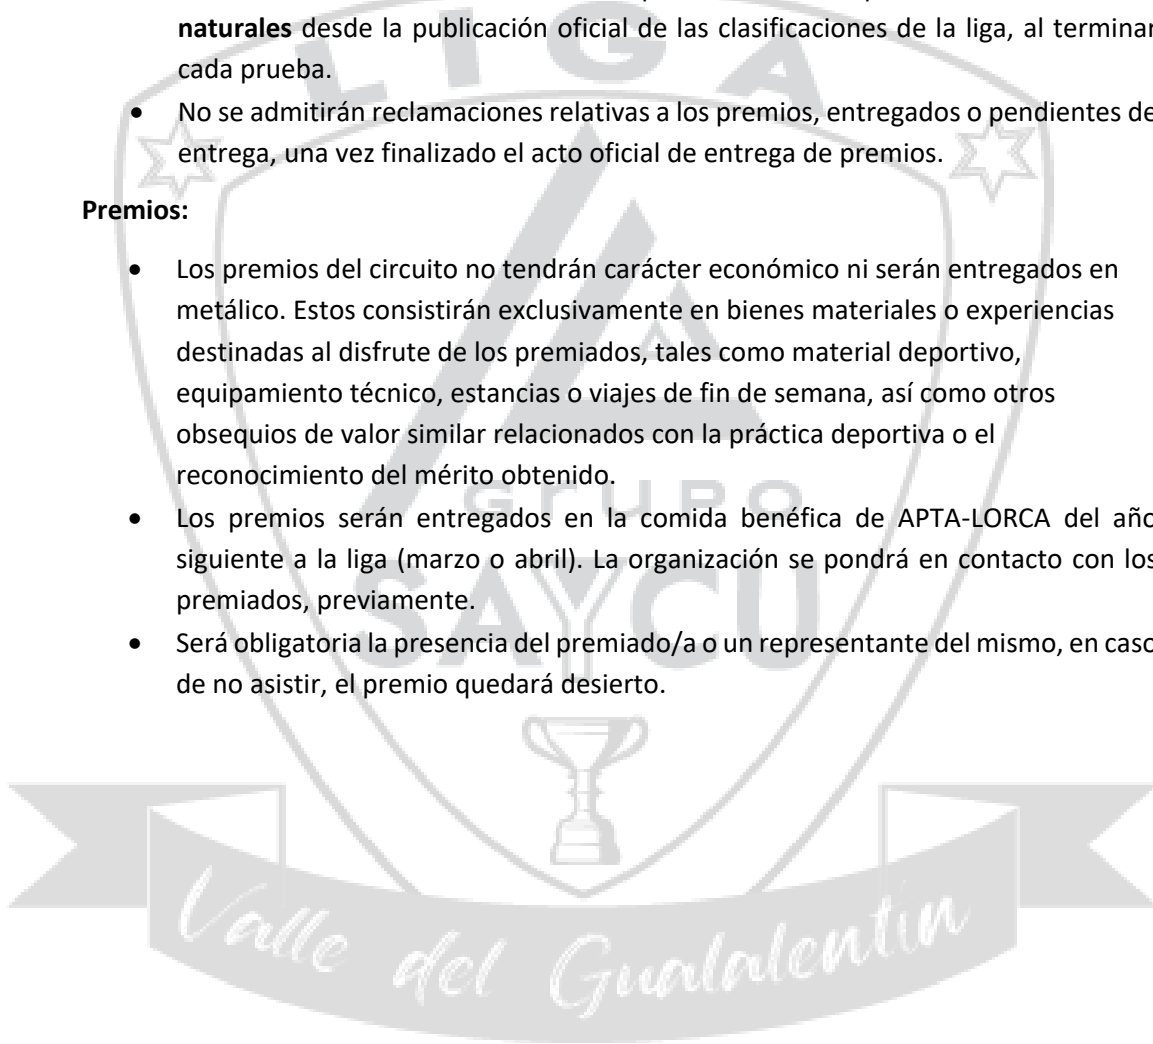 naturales desde la publicación oficial de las clasificaciones de la liga, al terminar
cada prueba.
• No se admitirán reclamaciones relativas a los premios, entregados o pendientes de
entrega, una vez finalizado el acto oficial de entrega de premios.
Premios:
• Los premios del circuito no tendrán carácter económico ni serán entregados en
metálico. Estos consistirán exclusivamente en bienes materiales o experiencias
destinadas al disfrute de los premiados, tales como material deportivo,
equipamiento técnico, estancias o viajes de fin de semana, así como otros
obsequios de valor similar relacionados con la práctica deportiva o el
reconocimiento del mérito obtenido.
• Los premios serán entregados en la comida benéfica de APTA-LORCA del año
siguiente a la liga (marzo o abril). La organización se pondrá en contacto con los
premiados, previamente.
• Será obligatoria la presencia del premiado/a o un representante del mismo, en caso
de no asistir, el premio quedará desierto.
LIGA
GRUPO
SAYCU
Valle del Gualalentín